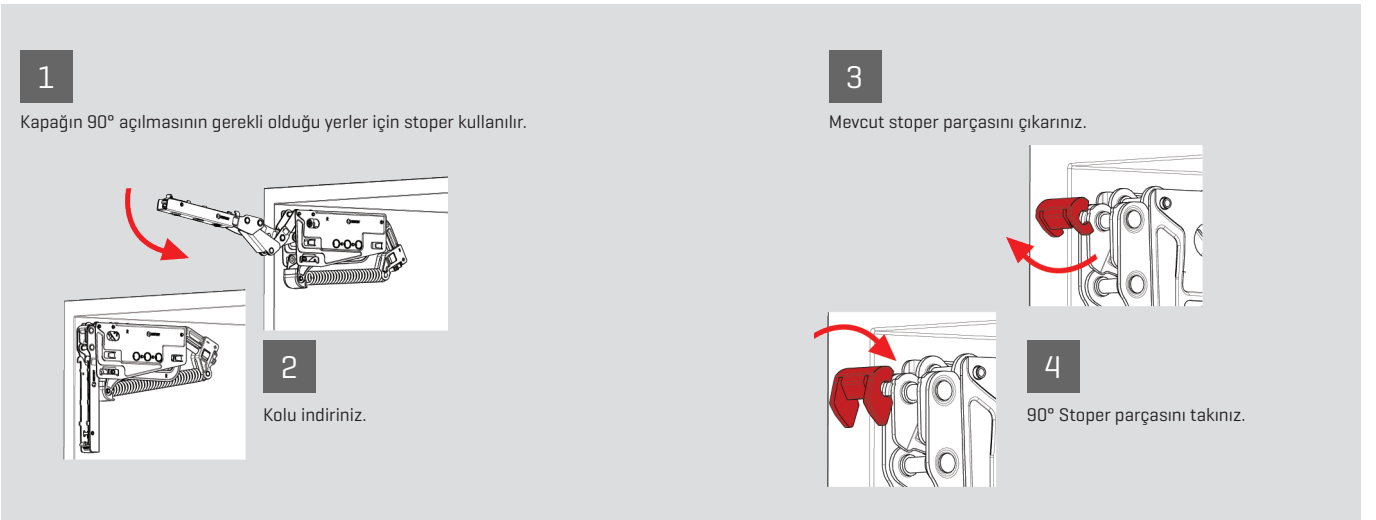 1
Kapağın 90° açılmasının gerekli olduğu yerler için stoper kullanılır.
2
Kolu indiriniz.
3
Mevcut stoper parçasını çıkarınız.
4
90° Stoper parçasını takınız.